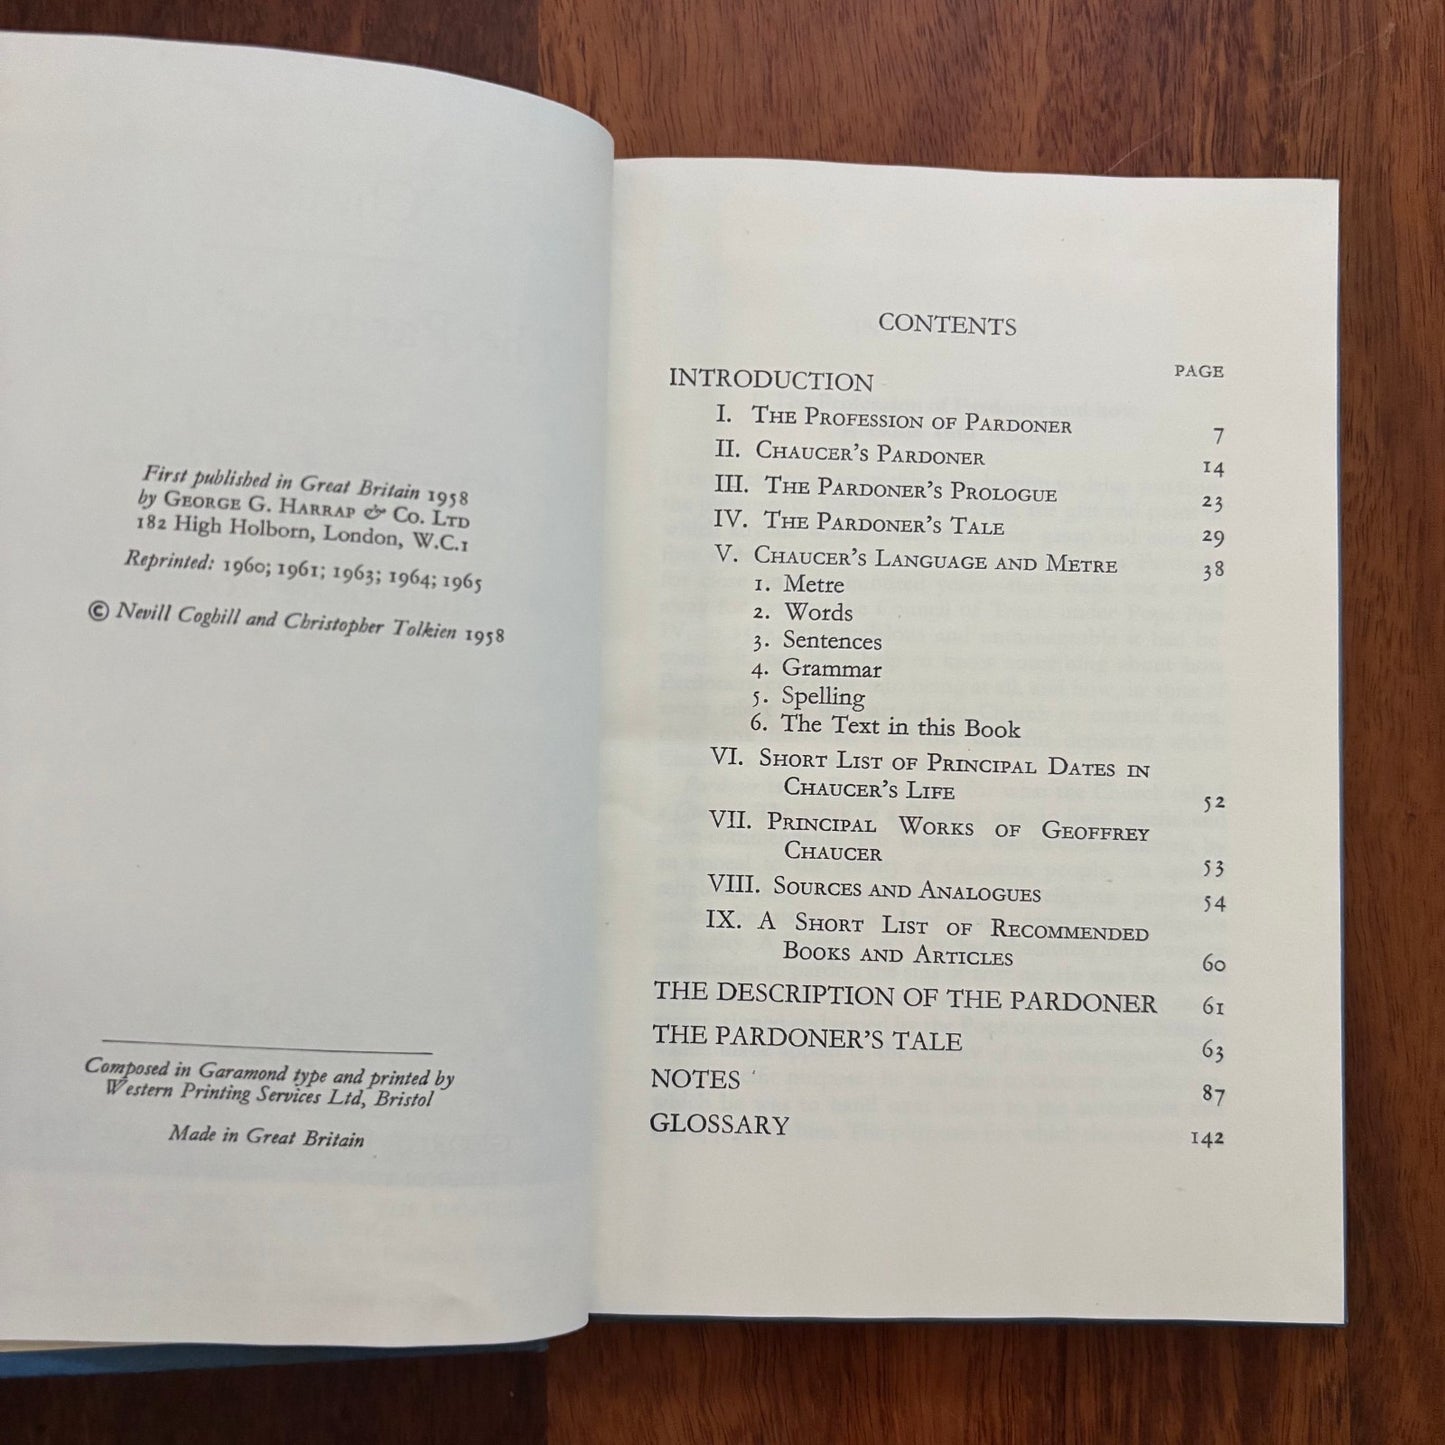 First published in Great Britain 1958
by GEORGE G. HARRAP & CO. LTD
182 High Holborn, London, W.C.1
Reprinted: 1960; 1961; 1963; 1964; 1965
© Nevill Coghill and Christopher Tolkien 1958
Composed in Garamond type and printed by
Western Printing Services Ltd, Bristol
Made in Great Britain
CONTENTS
PAGE
INTRODUCTION
I. THE PROFESSION OF PARDONER 7
II. CHAUCER'S PARDONER 14
III. THE PARDONER'S PROLOGUE 23
IV. THE PARDONER'S TALE 29
V. CHAUCER'S LANGUAGE AND METRE 38
1. Metre
2. Words
3. Sentences
4. Grammar
5. Spelling
6. The Text in this Book
VI. SHORT LIST OF PRINCIPAL DATES IN
CHAUCER'S LIFE 52
VII. PRINCIPAL WORKS OF GEOFFREY
CHAUCER 53
VIII. SOURCES AND ANALOGUES 54
IX. A SHORT LIST OF RECOMMENDED
BOOKS AND ARTICLES 60
THE DESCRIPTION OF THE PARDONER 61
THE PARDONER'S TALE 63
NOTES 87
GLOSSARY 142